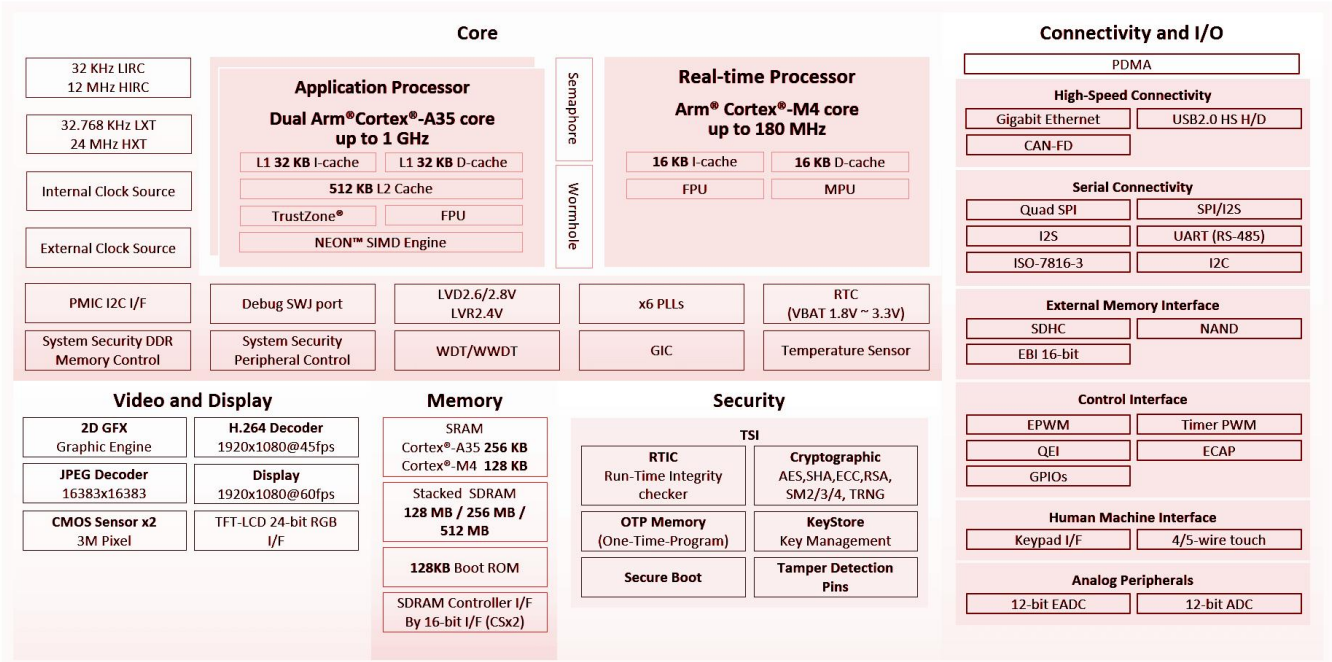 Core
32 KHz LIRC
12 MHz HIRC
32.768 KHz LXT
24 MHz HXT
Internal Clock Source
External Clock Source
Application Processor
Dual Arm®Cortex®-A35 core
up to 1 GHz
L1 32 KB I-cache
L1 32 KB D-cache
512 KB L2 Cache
TrustZone®
FPU
NEON™ SIMD Engine
Semaphore
Wormhole
Real-time Processor
Arm® Cortex®-M4 core
up to 180 MHz
16 KB I-cache
16 KB D-cache
FPU
MPU
PMIC I2C I/F
Debug SWJ port
LVD2.6/2.8V
LVR2.4V
x6 PLLs
RTC
(VBAT 1.8V ~ 3.3V)
System Security DDR
Memory Control
System Security
Peripheral Control
WDT/WWDT
GIC
Temperature Sensor
Video and Display
2D GFX
Graphic Engine
H.264 Decoder
1920x1080@45fps
JPEG Decoder
16383x16383
Display
1920x1080@60fps
CMOS Sensor x2
3M Pixel
TFT-LCD 24-bit RGB
I/F
Memory
SRAM
Cortex®-A35 256 KB
Cortex®-M4 128 KB
Stacked SDRAM
128 MB / 256 MB /
512 MB
128KB Boot ROM
SDRAM Controller I/F
By 16-bit I/F (CSx2)
Security
TSI
RTIC
Run-Time Integrity
checker
Cryptographic
AES,SHA,ECC,RSA,
SM2/3/4, TRNG
OTP Memory
(One-Time-Program)
KeyStore
Key Management
Secure Boot
Tamper Detection
Pins
Connectivity and I/O
PDMA
High-Speed Connectivity
Gigabit Ethernet
USB2.0 HS H/D
CAN-FD
Serial Connectivity
Quad SPI
SPI/I2S
I2S
UART (RS-485)
ISO-7816-3
I2C
External Memory Interface
SDHC
NAND
EBI 16-bit
Control Interface
EPWM
Timer PWM
QEI
ECAP
GPIOs
Human Machine Interface
Keypad I/F
4/5-wire touch
Analog Peripherals
12-bit EADC
12-bit ADC